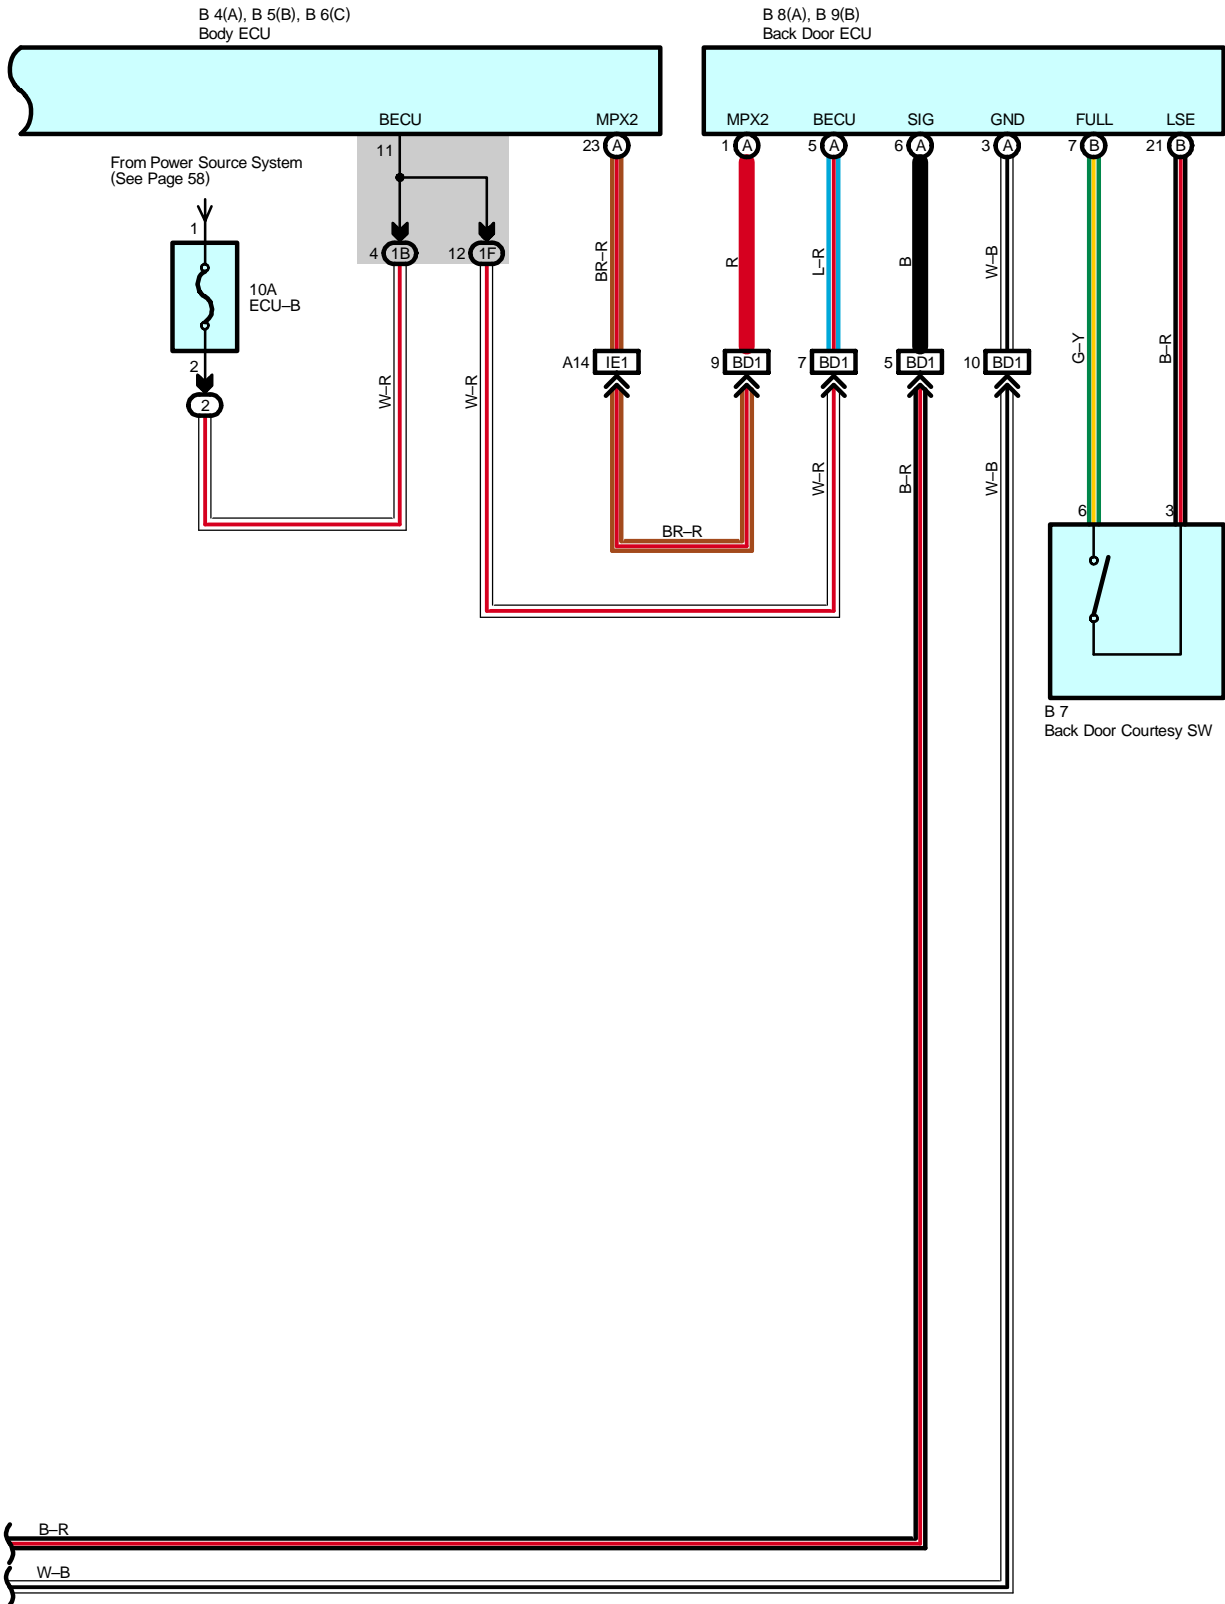 B 4(A), B 5(B), B 6(C)
Body ECU
B 8(A), B 9(B)
Back Door ECU
BECU
MPX2
MPX2
BECU
SIG
GND
FULL
LSE
11
23 A
1 A
5 A
6 A
3 A
7 B
21 B
From Power Source System
(See Page 58)
1
4 1B
12 1F
10A
ECU–B
2
2
BR–R
R
L–R
B
W–B
G–Y
B–R
A14 IE1
9 BD1
7 BD1
5 BD1
10 BD1
W–R
W–R
W–R
B–R
W–B
BR–R
6
3
B 7
Back Door Courtesy SW
B–R
W–B